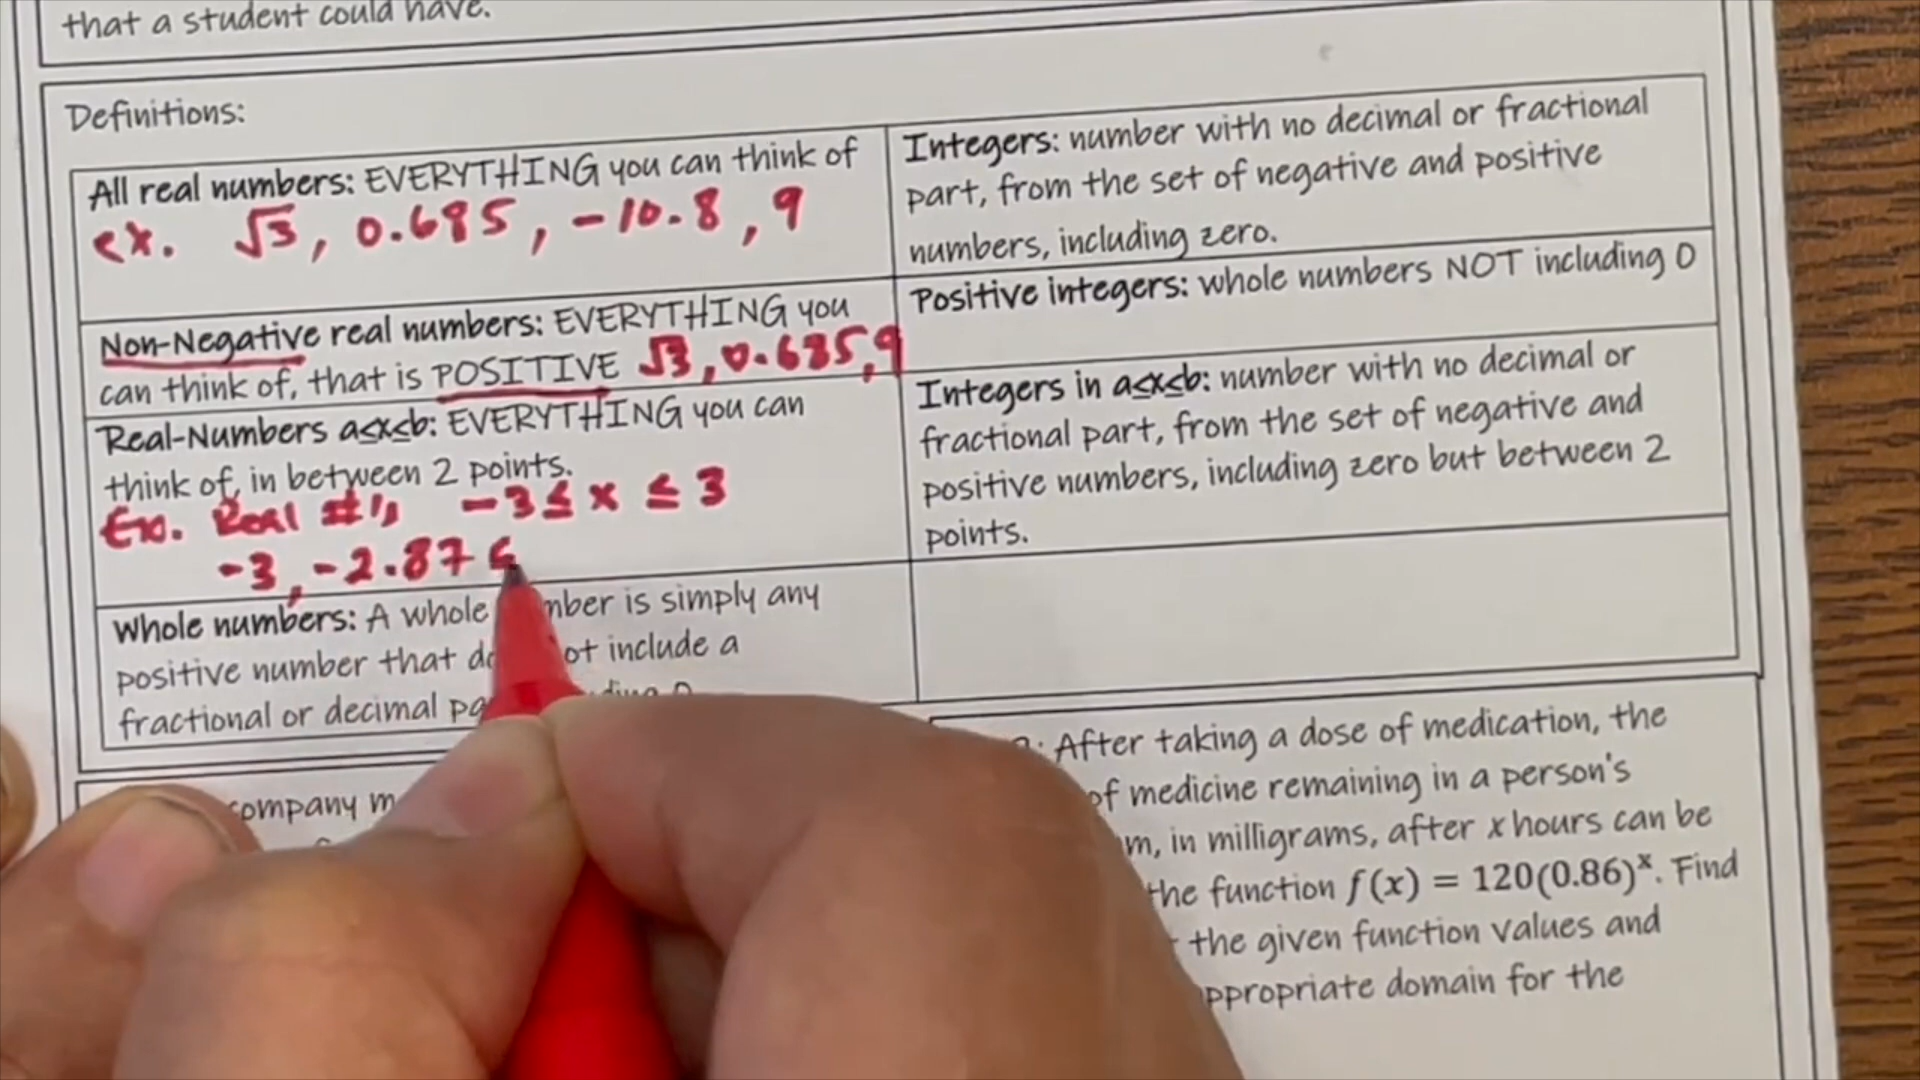 that a student could have.
Definitions:
All real numbers: EVERYTHING you can think of
ex. √3, 0.685, -10.8, 9
Non-Negative real numbers: EVERYTHING you
can think of, that is POSITIVE √3, 0.685, 9
Real-Numbers a≤x≤b: EVERYTHING you can
think of, in between 2 points.
Ex. Real #'s -3 ≤ x ≤ 3
-3, -2.87
Whole numbers: A whole is simply any
positive number that include a
fractional or decimal
Integers: number with no decimal or fractional
part, from the set of negative and positive
numbers, including zero.
Positive integers: whole numbers NOT including 0
Integers in a≤x≤b: number with no decimal or
fractional part, from the set of negative and
positive numbers, including zero but between 2
points.
company
After taking a dose of medication, the
of medicine remaining in a person's
in milligrams, after x hours can be
the function f(x) = 120(0.86)ˣ. Find
the given function values and
domain for the